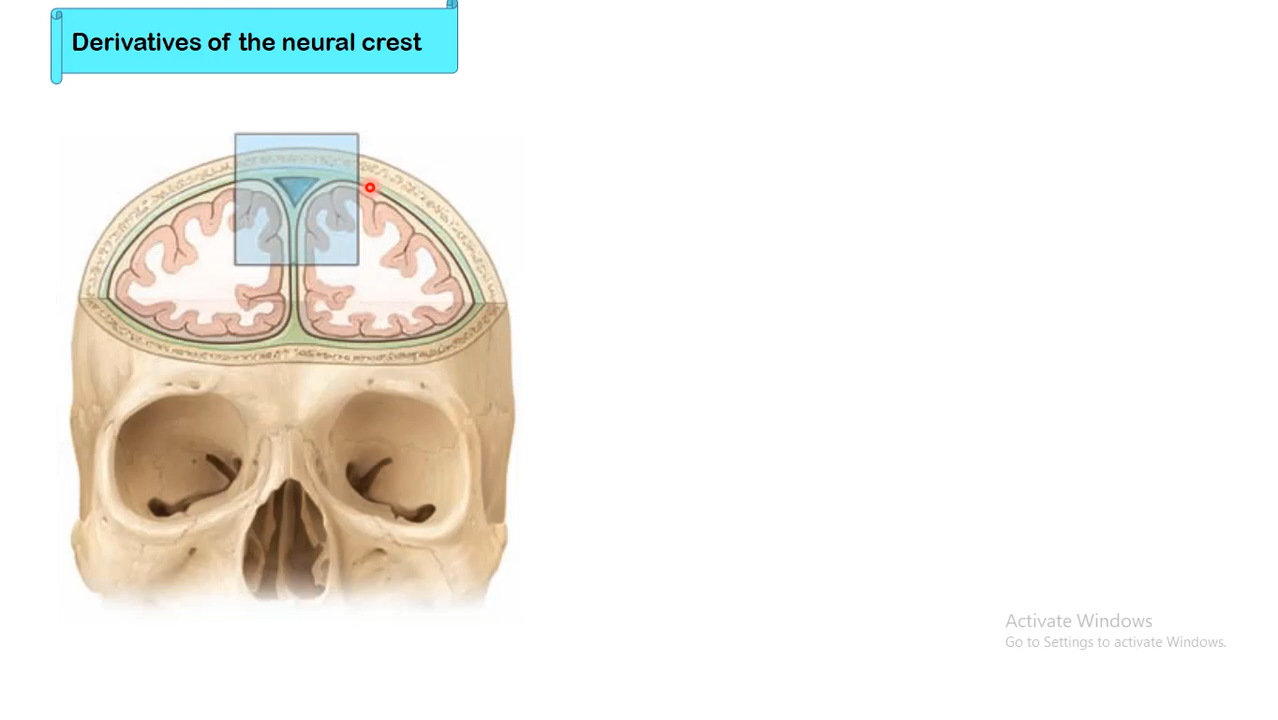 Derivatives of the neural crest
Activate Windows
Go to Settings to activate Windows.